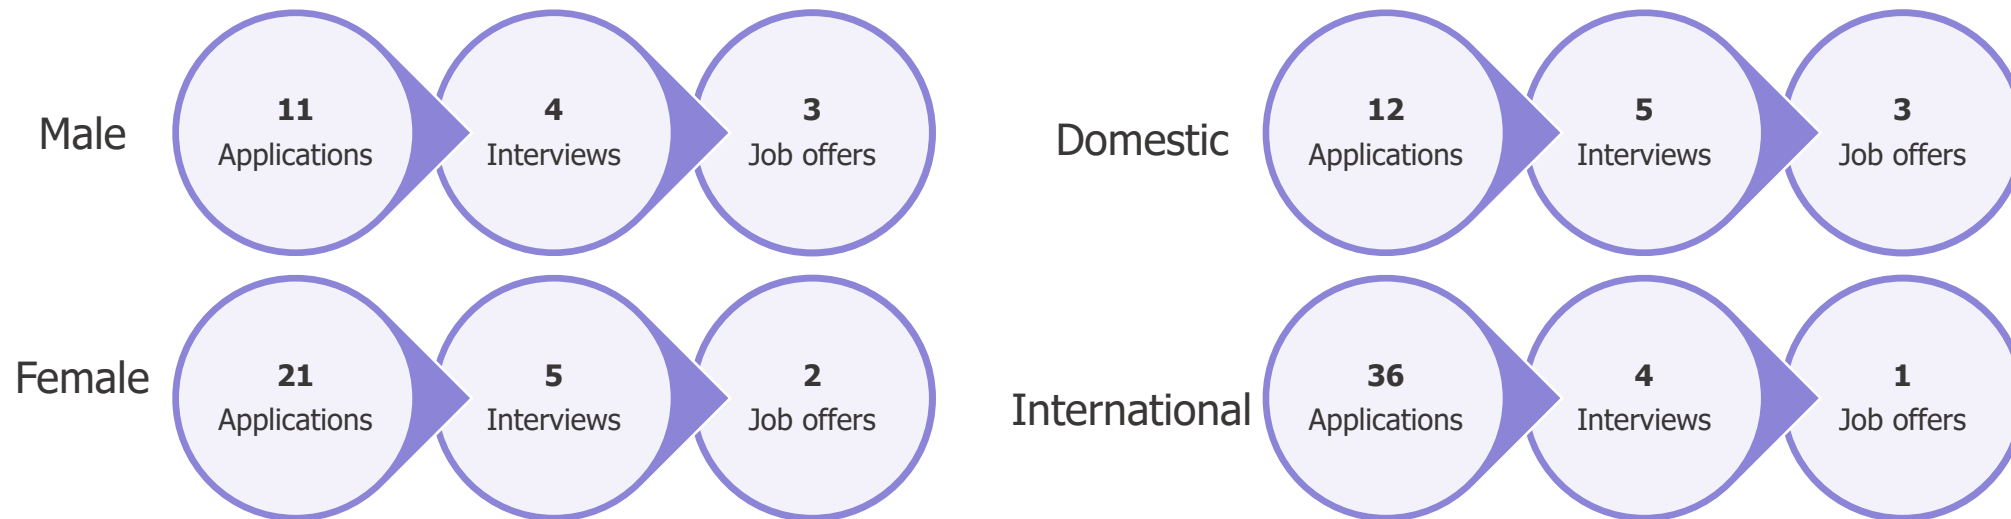 Male
11
Applications
4
Interviews
3
Job offers
Female
21
Applications
5
Interviews
2
Job offers
Domestic
12
Applications
5
Interviews
3
Job offers
International
36
Applications
4
Interviews
1
Job offers